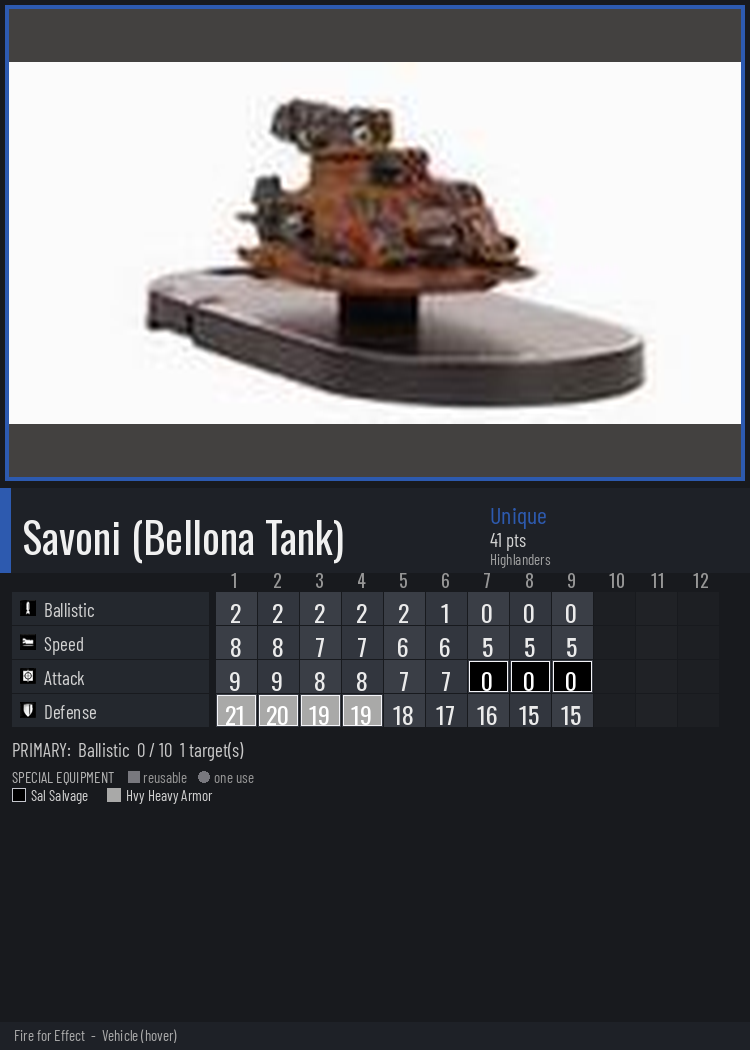 Savoni (Bellona Tank)
Unique
41 pts
Highlanders
1 2 3 4 5 6 7 8 9 10 11 12
Ballistic 2 2 2 2 2 1 0 0 0
Speed 8 8 7 7 6 6 5 5 5
Attack 9 9 8 8 7 7 0 0 0
Defense 21 20 19 19 18 17 16 15 15
PRIMARY: Ballistic 0 / 10 1 target(s)
SPECIAL EQUIPMENT reusable one use
Sal Salvage Hvy Heavy Armor
Fire for Effect - Vehicle (hover)